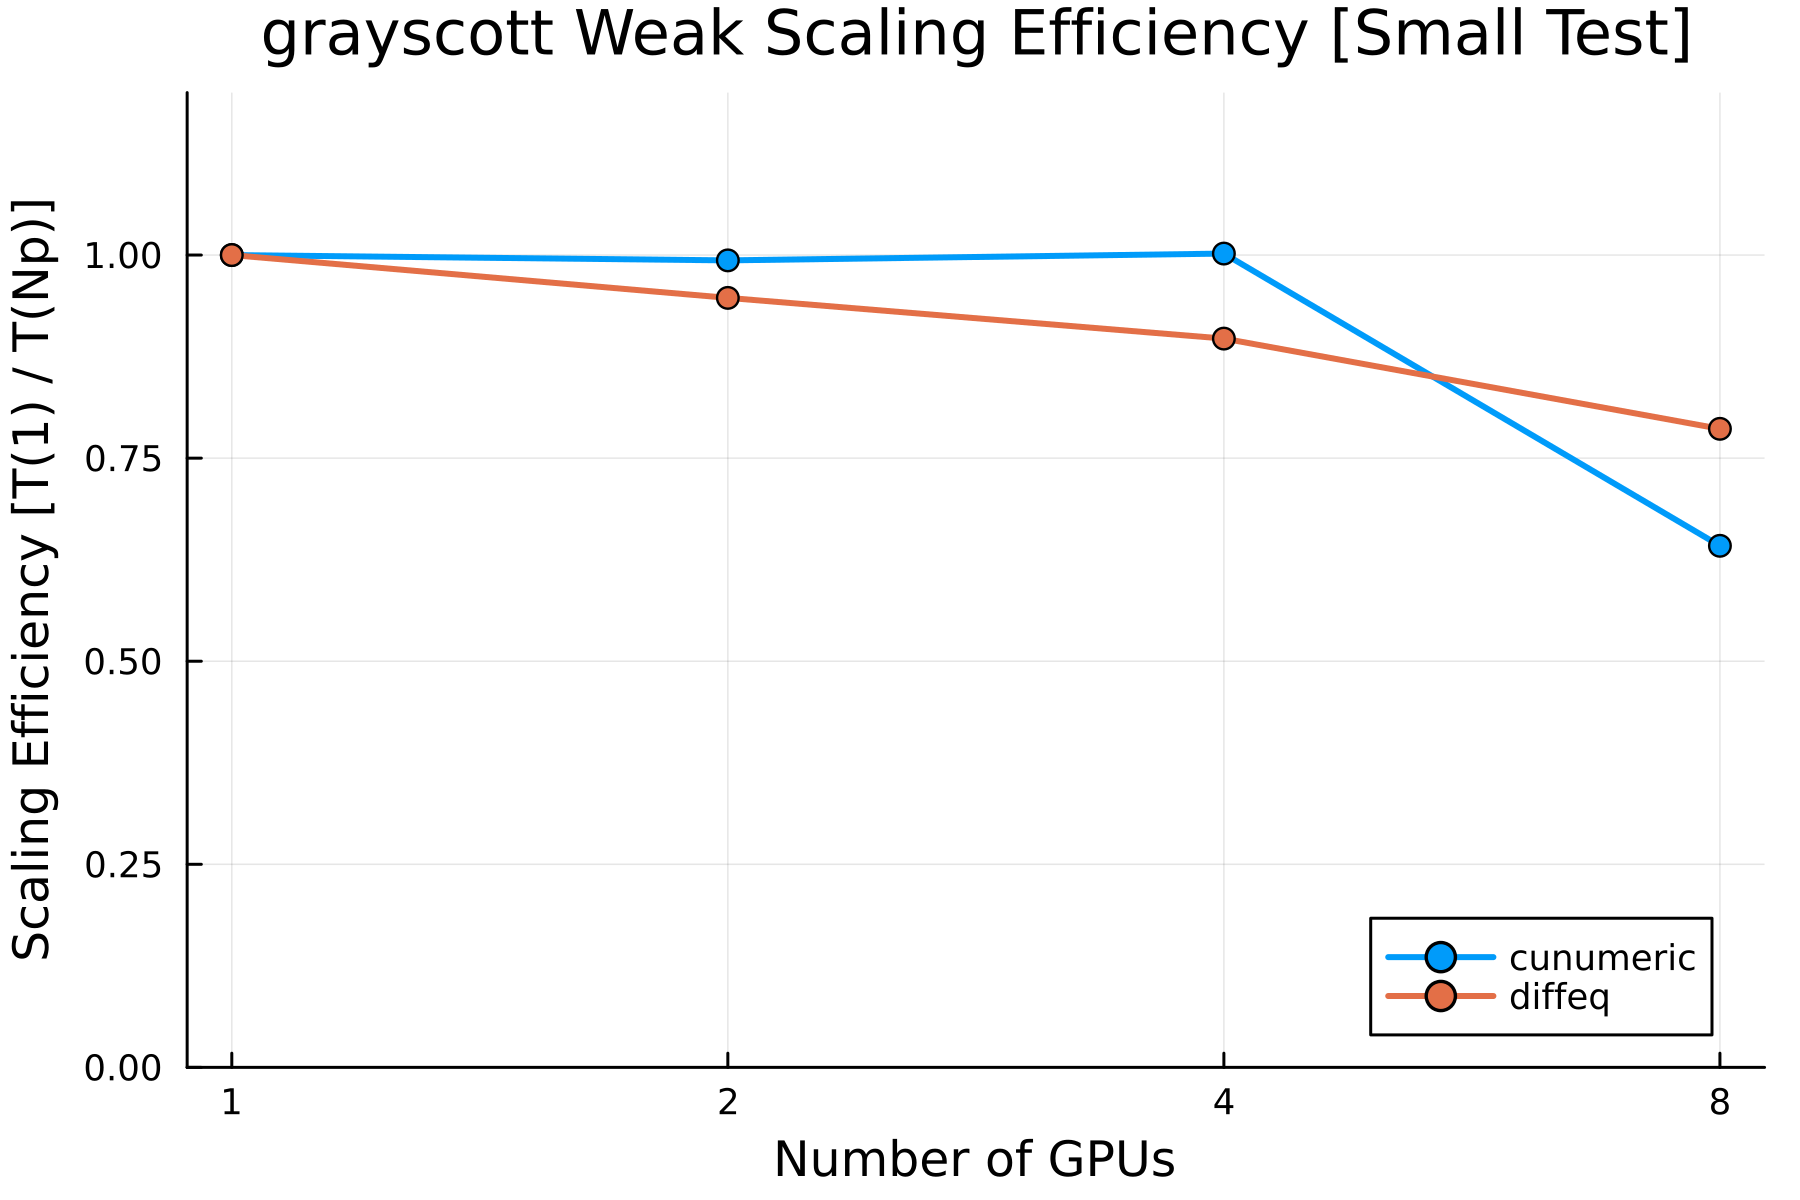 grayscott Weak Scaling Efficiency [Small Test]
Scaling Efficiency [T(1) / T(Np)]
1.00
0.75
0.50
0.25
0.00
1
2
4
8
Number of GPUs
cunumeric
diffeq